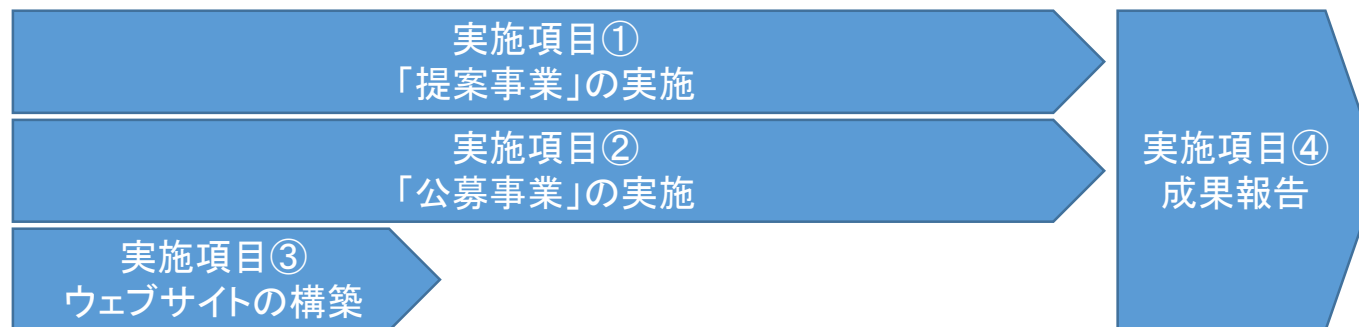 実施項目①
「提案事業」の実施
実施項目②
「公募事業」の実施
実施項目③
ウェブサイトの構築
実施項目④
成果報告